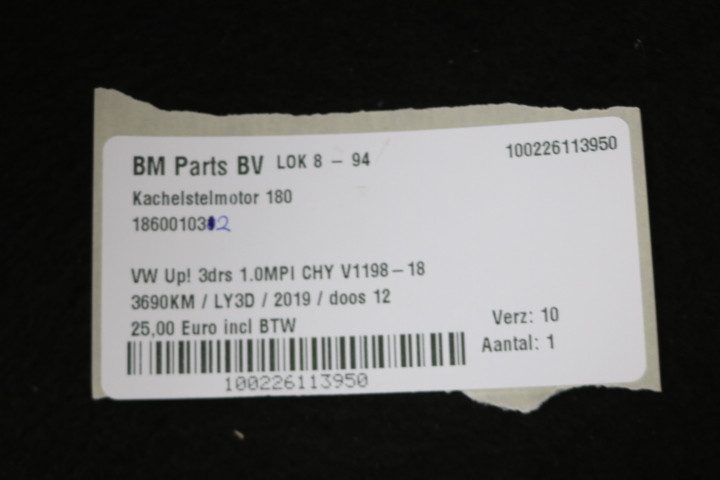 BM Parts BV LOK 8 - 94 100226113950
Kachelstelmotor 180
VW Up! 3drs 1.0MPI CHY V1198-18
3690KM / LY3D / 2019 / doos 12
25,00 Euro incl BTW
Verz: 10
Aantal: 1
100226113950